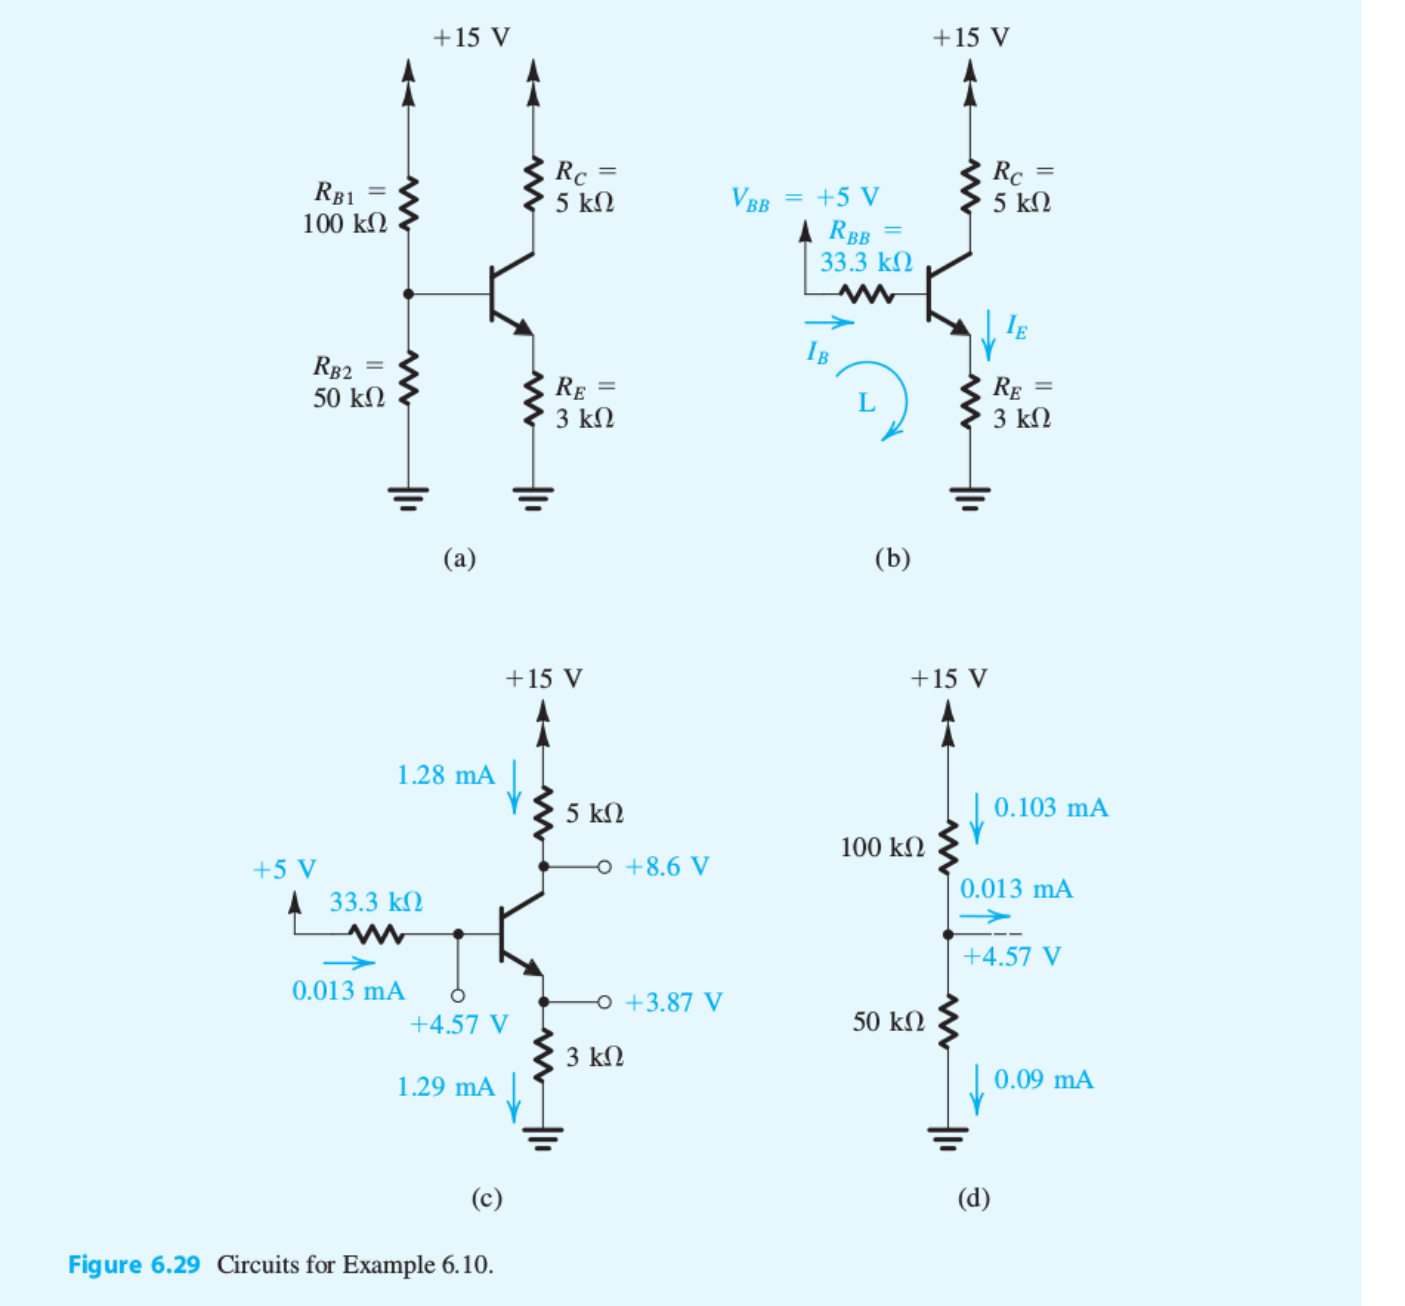 +15 V
R_B1 =
100 kΩ
R_C =
5 kΩ
R_B2 =
50 kΩ
R_E =
3 kΩ
(a)
+15 V
V_BB = +5 V
R_BB =
33.3 kΩ
R_C =
5 kΩ
I_B
I_E
L
R_E =
3 kΩ
(b)
+15 V
1.28 mA
5 kΩ
+8.6 V
+5 V
33.3 kΩ
0.013 mA
+4.57 V
+3.87 V
3 kΩ
1.29 mA
(c)
+15 V
0.103 mA
100 kΩ
0.013 mA
+4.57 V
50 kΩ
0.09 mA
(d)
Figure 6.29 Circuits for Example 6.10.